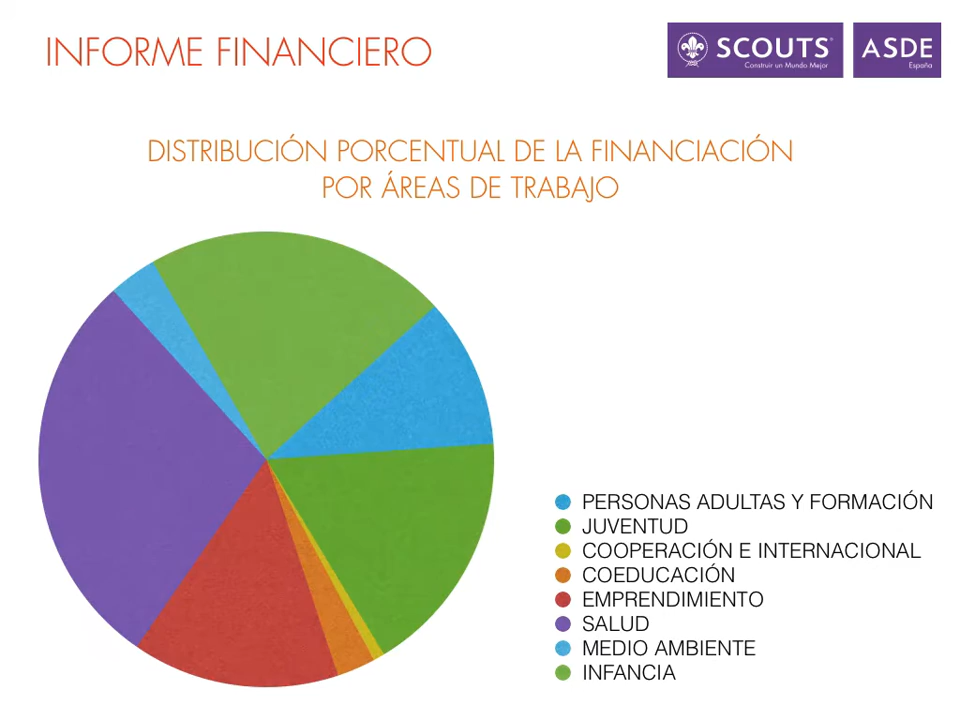 INFORME FINANCIERO
SCOUTS®
Construir un Mundo Mejor
ASDE
España
DISTRIBUCIÓN PORCENTUAL DE LA FINANCIACIÓN
POR ÁREAS DE TRABAJO
PERSONAS ADULTAS Y FORMACIÓN
JUVENTUD
COOPERACIÓN E INTERNACIONAL
COEDUCACIÓN
EMPRENDIMIENTO
SALUD
MEDIO AMBIENTE
INFANCIA